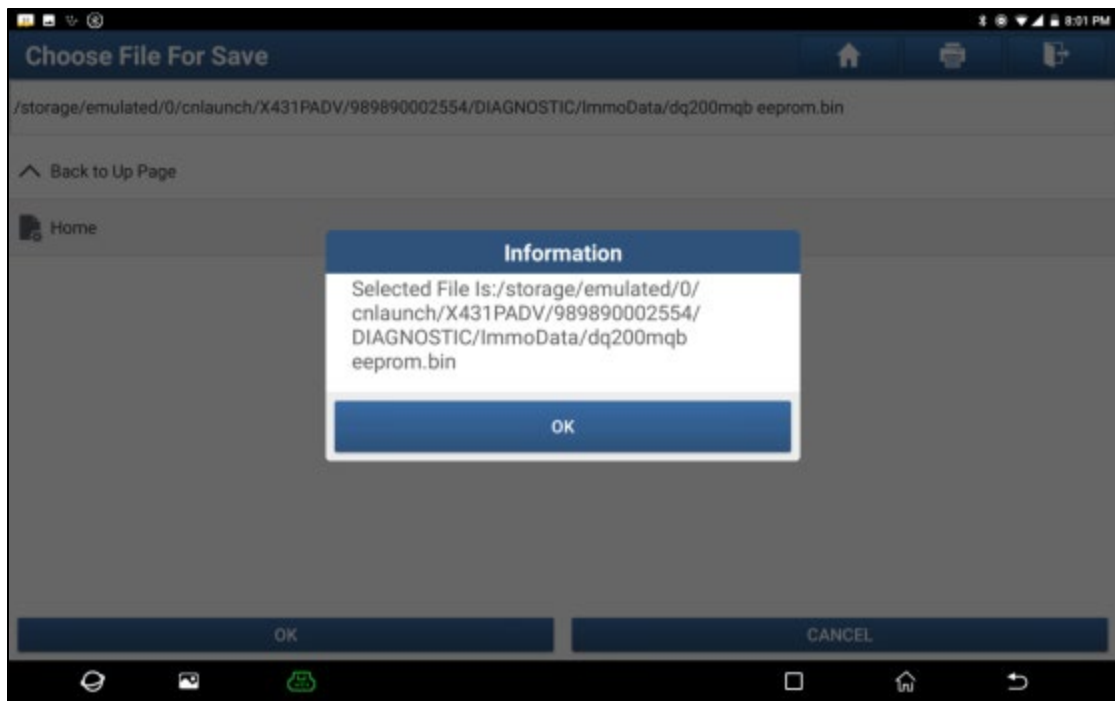 8:01 PM
Choose File For Save
/storage/emulated/0/cnlaunch/X431PADV/989890002554/DIAGNOSTIC/ImmoData/dq200mqb eeprom.bin
Back to Up Page
Home
Information
Selected File Is:/storage/emulated/0/
cnlaunch/X431PADV/989890002554/
DIAGNOSTIC/ImmoData/dq200mqb
eeprom.bin
OK
OK
CANCEL